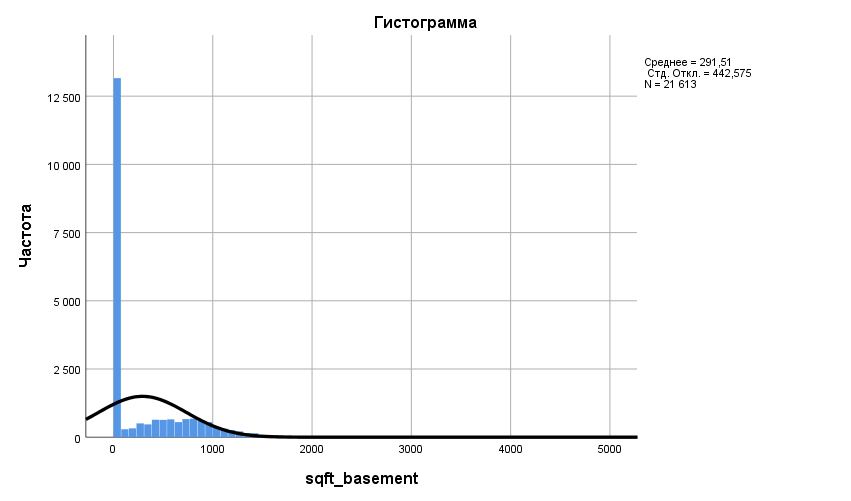 Гистограмма
Среднее = 291,51
Стд. Откл. = 442,575
N = 21 613
Частота
12 500
10 000
7 500
5 000
2 500
0
0 1000 2000 3000 4000 5000
sqft_basement